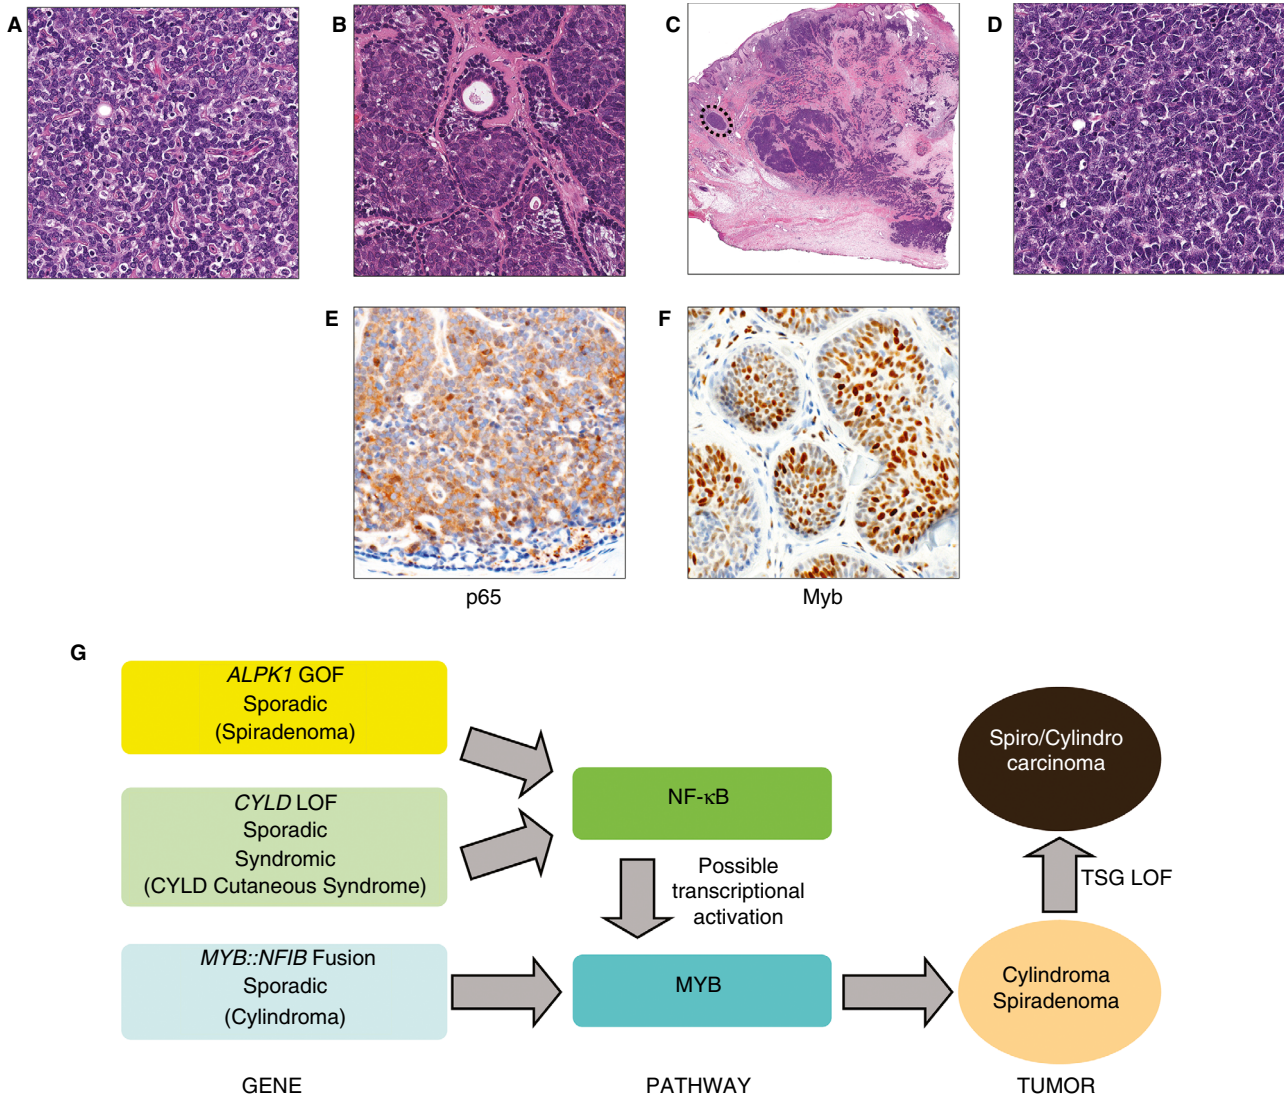 A
B
C
D
E
F
p65
Myb
G
ALPK1 GOF
Sporadic
(Spiradenoma)
CYLD LOF
Sporadic
Syndromic
(CYLD Cutaneous Syndrome)
MYB::NFIB Fusion
Sporadic
(Cylindroma)
NF-κB
Possible
transcriptional
activation
MYB
Spiro/Cylindro
carcinoma
TSG LOF
Cylindroma
Spiradenoma
GENE
PATHWAY
TUMOR